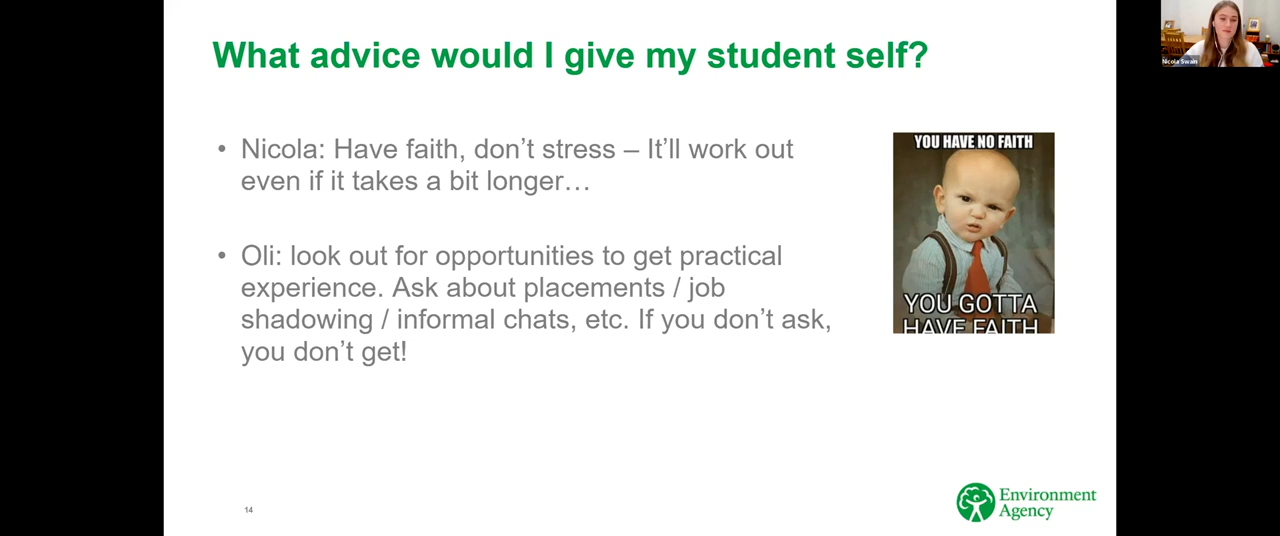 What advice would I give my student self?
• Nicola: Have faith, don’t stress – It’ll work out
even if it takes a bit longer…
• Oli: look out for opportunities to get practical
experience. Ask about placements / job
shadowing / informal chats, etc. If you don’t ask,
you don’t get!
YOU HAVE NO FAITH
YOU GOTTA
HAVE FAITH
14
Environment
Agency
Nicola Swain